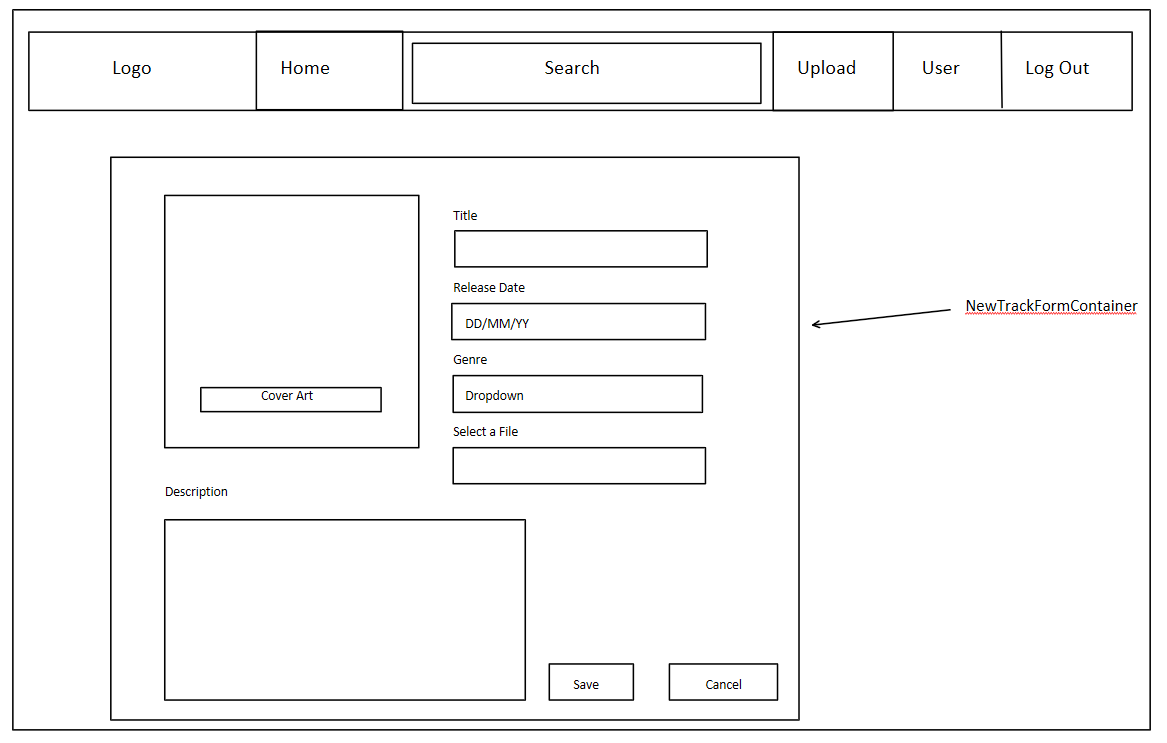 Logo
Home
Search
Upload
User
Log Out
Title
Release Date
DD/MM/YY
NewTrackFormContainer
Genre
Dropdown
Cover Art
Select a File
Description
Save
Cancel